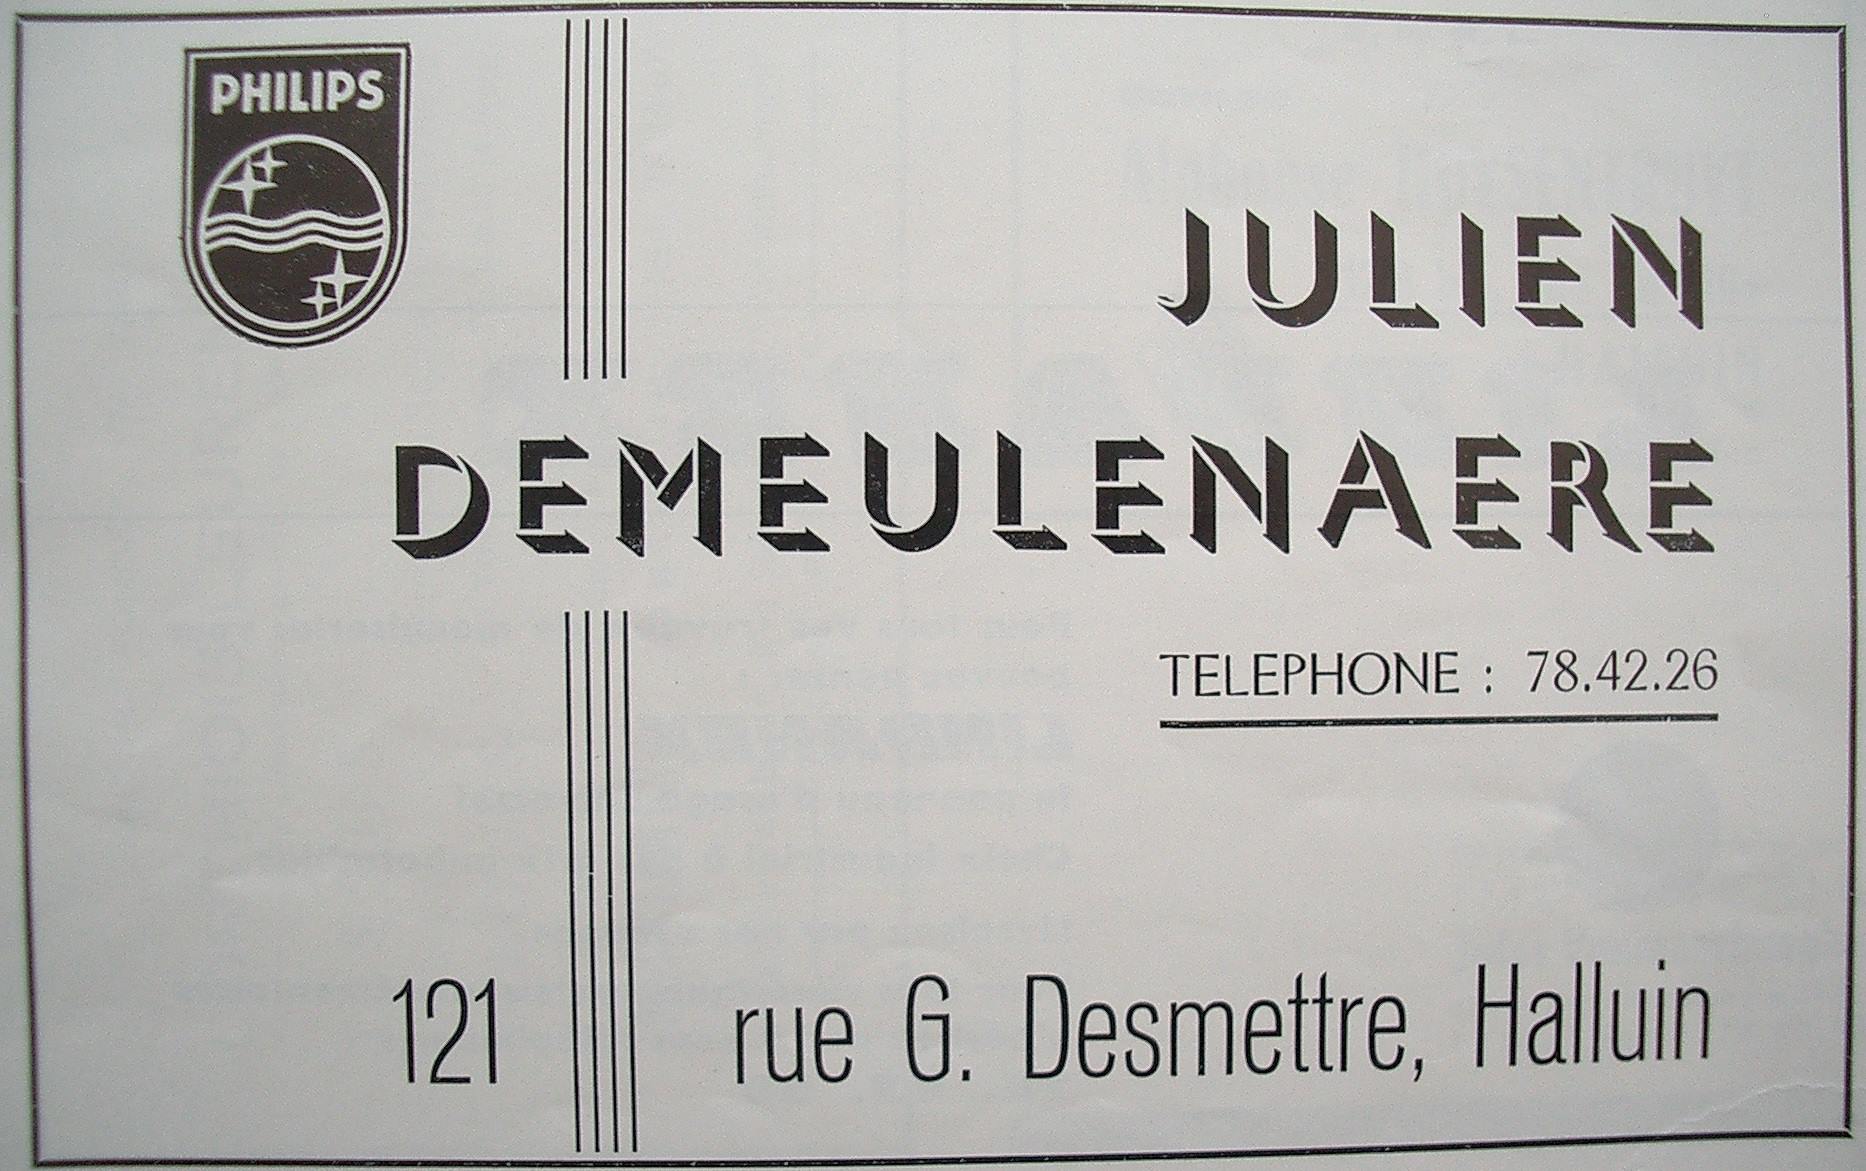 PHILIPS
JULIEN
DEMEULENAERE
TELEPHONE : 78.42.26
121 rue G. Desmettre, Halluin